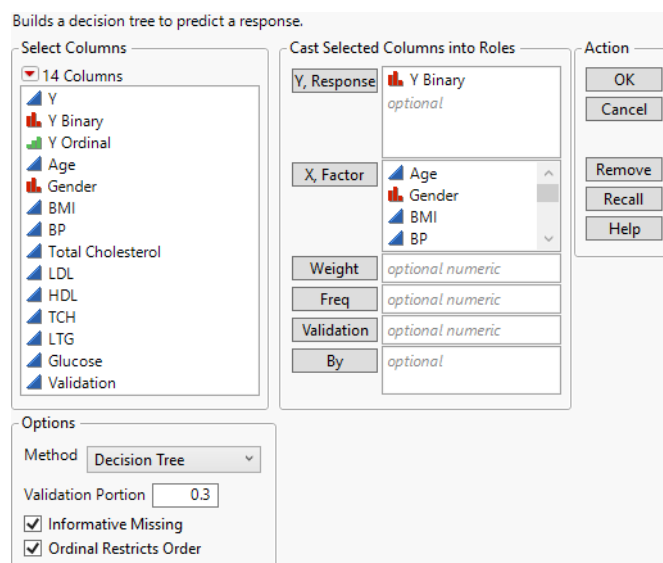 Builds a decision tree to predict a response.
Select Columns
14 Columns
Y
Y Binary
Y Ordinal
Age
Gender
BMI
BP
Total Cholesterol
LDL
HDL
TCH
LTG
Glucose
Validation
Cast Selected Columns into Roles
Y, Response
Y Binary
optional
X, Factor
Age
Gender
BMI
BP
Weight
optional numeric
Freq
optional numeric
Validation
optional numeric
By
optional
Action
OK
Cancel
Remove
Recall
Help
Options
Method
Decision Tree
Validation Portion
0.3
Informative Missing
Ordinal Restricts Order